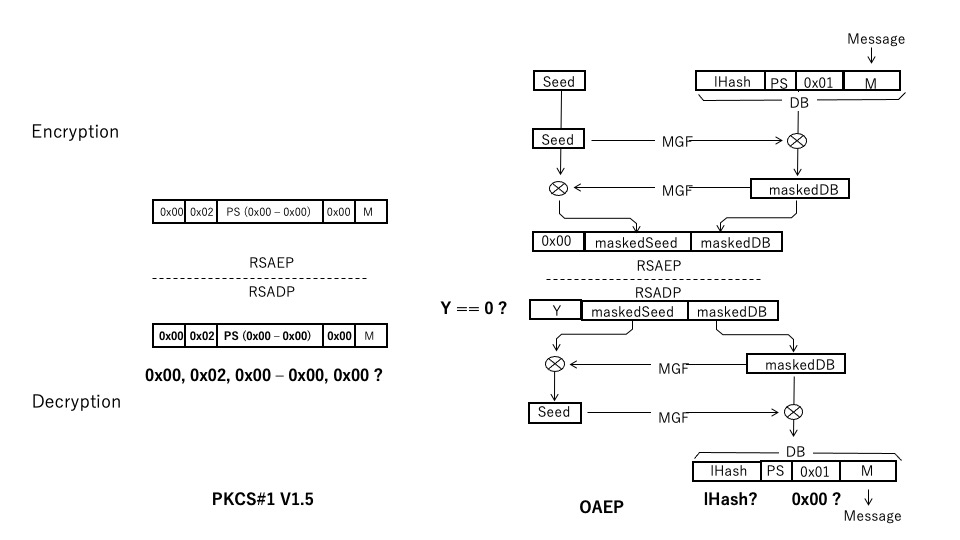 Message
Seed
lHash PS 0x01 M
DB
Encryption
Seed
MGF
MGF
maskedDB
0x00 0x02 PS (0x00 – 0x00) 0x00 M
0x00 maskedSeed maskedDB
RSAEP
RSADP
RSAEP
RSADP
Y == 0 ?
Y maskedSeed maskedDB
0x00 0x02 PS (0x00 – 0x00) 0x00 M
0x00, 0x02, 0x00 – 0x00, 0x00 ?
MGF
maskedDB
Decryption
Seed
MGF
DB
lHash PS 0x01 M
PKCS#1 V1.5
OAEP
lHash?
0x00 ?
Message